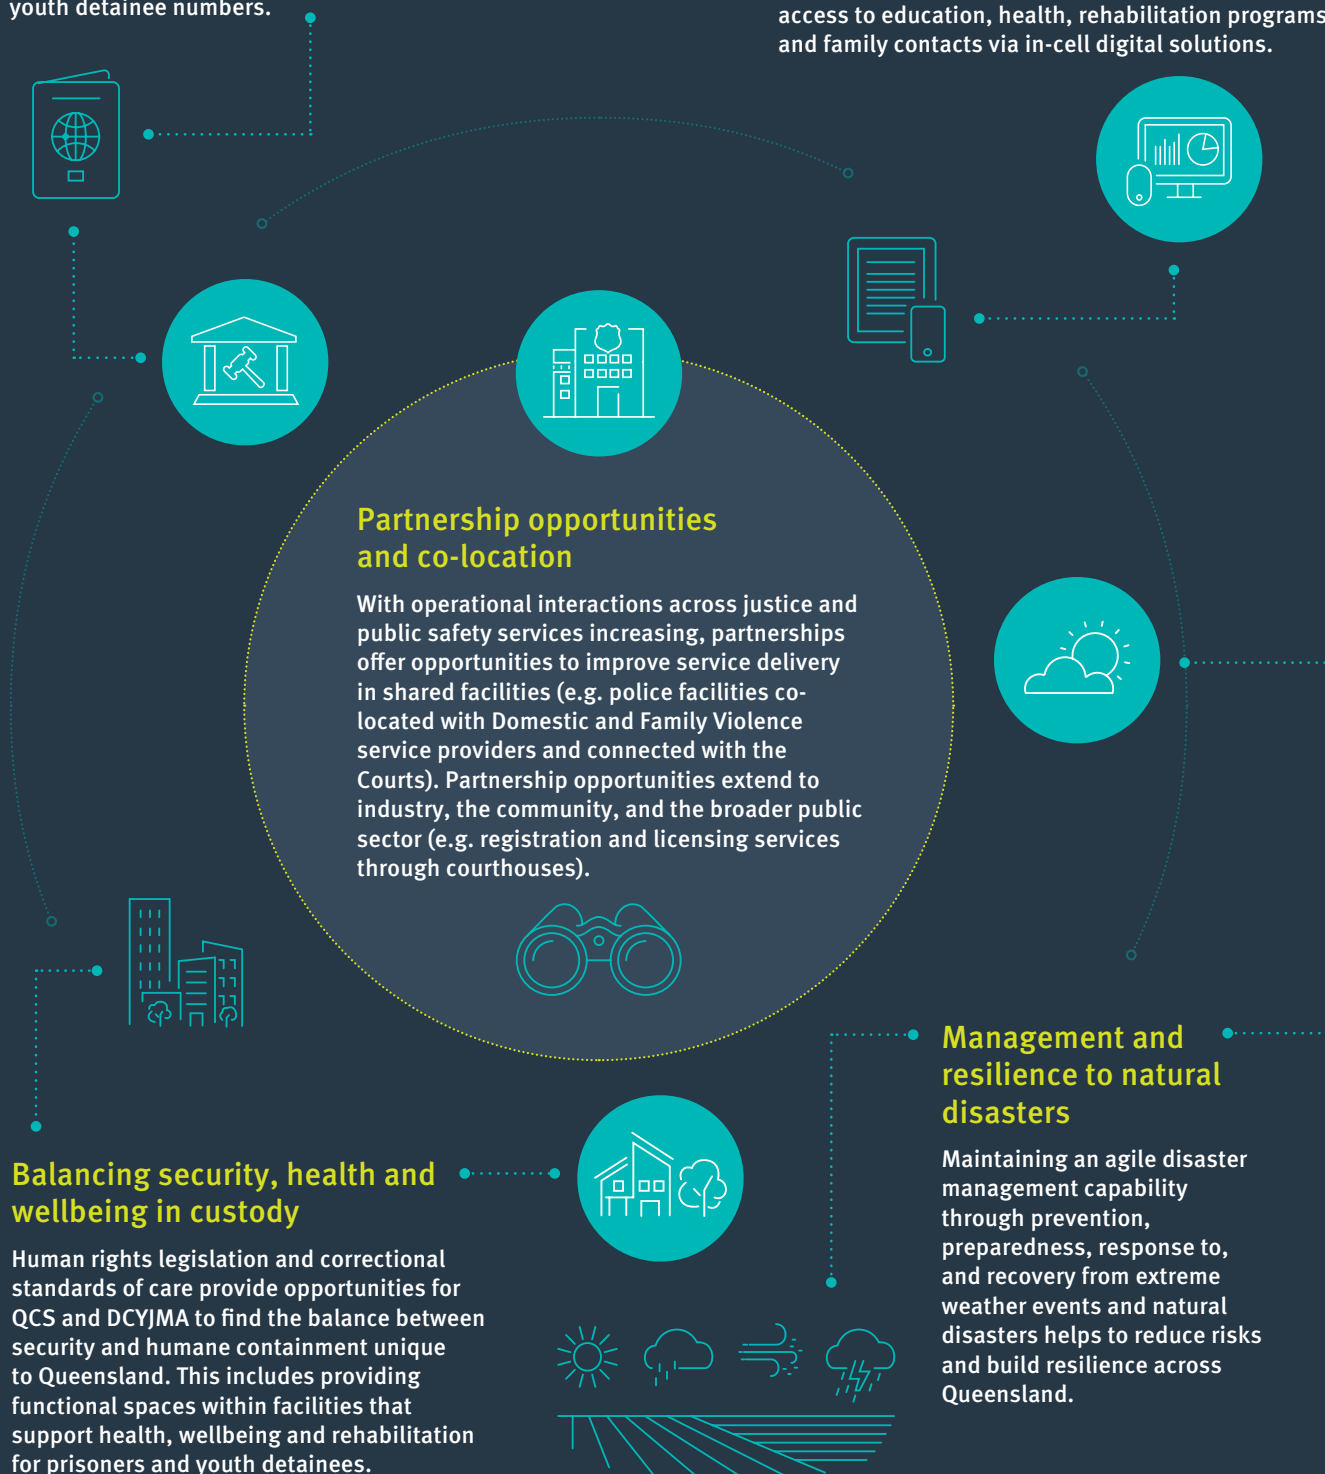 youth detainee numbers.
access to education, health, rehabilitation programs
and family contacts via in-cell digital solutions.
Partnership opportunities
and co-location
With operational interactions across justice and
public safety services increasing, partnerships
offer opportunities to improve service delivery
in shared facilities (e.g. police facilities co-
located with Domestic and Family Violence
service providers and connected with the
Courts). Partnership opportunities extend to
industry, the community, and the broader public
sector (e.g. registration and licensing services
through courthouses).
Balancing security, health and
wellbeing in custody
Human rights legislation and correctional
standards of care provide opportunities for
QCS and DCYJMA to find the balance between
security and humane containment unique
to Queensland. This includes providing
functional spaces within facilities that
support health, wellbeing and rehabilitation
for prisoners and youth detainees.
Management and
resilience to natural
disasters
Maintaining an agile disaster
management capability
through prevention,
preparedness, response to,
and recovery from extreme
weather events and natural
disasters helps to reduce risks
and build resilience across
Queensland.